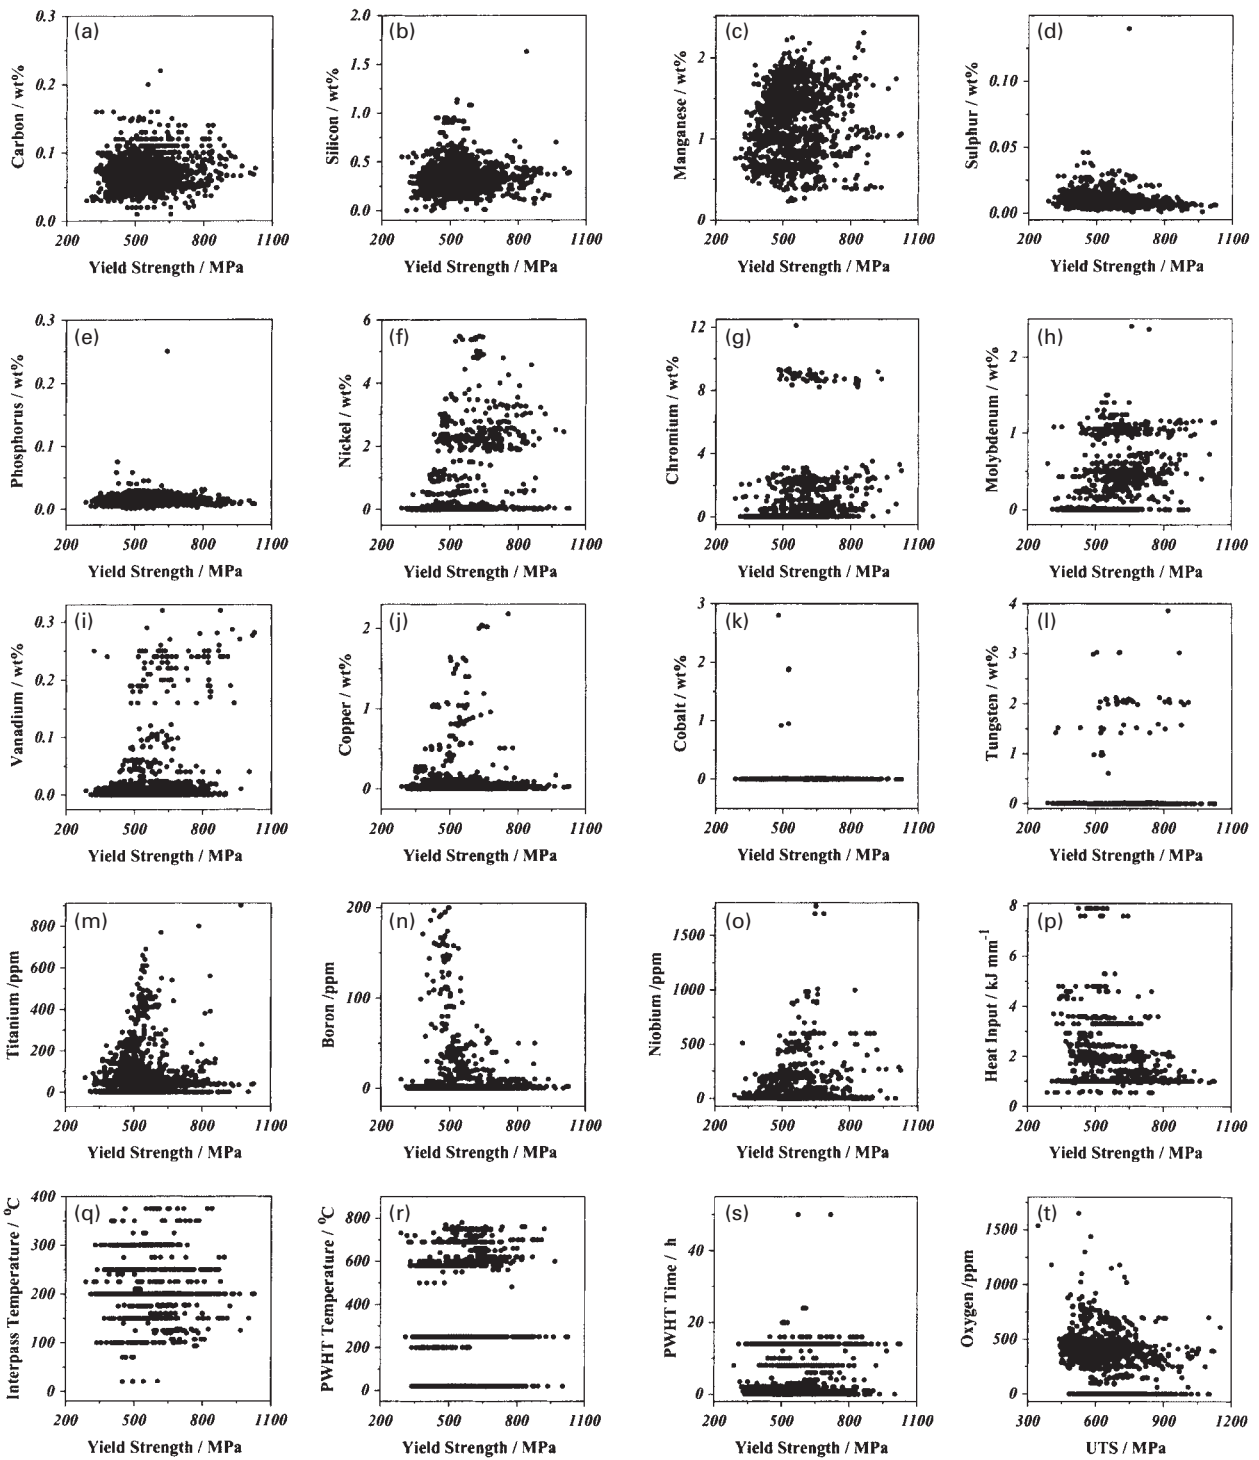 (a)
Carbon / wt%
0.3
0.2
0.1
0.0
200 500 800 1100
Yield Strength / MPa
(b)
Silicon / wt%
2.0
1.5
1.0
0.5
0.0
200 500 800 1100
Yield Strength / MPa
(c)
Manganese / wt%
2
1
0
200 500 800 1100
Yield Strength / MPa
(d)
Sulphur / wt%
0.10
0.05
0.00
200 500 800 1100
Yield Strength / MPa
(e)
Phosphorus / wt%
0.3
0.2
0.1
0.0
200 500 800 1100
Yield Strength / MPa
(f)
Nickel / wt%
6
4
2
0
200 500 800 1100
Yield Strength / MPa
(g)
Chromium / wt%
12
8
4
0
200 500 800 1100
Yield Strength / MPa
(h)
Molybdenum / wt%
2
1
0
200 500 800 1100
Yield Strength / MPa
(i)
Vanadium / wt%
0.3
0.2
0.1
0.0
200 500 800 1100
Yield Strength / MPa
(j)
Copper / wt%
2
1
0
200 500 800 1100
Yield Strength / MPa
(k)
Cobalt / wt%
3
2
1
0
200 500 800 1100
Yield Strength / MPa
(l)
Tungsten / wt%
4
3
2
1
0
200 500 800 1100
Yield Strength / MPa
(m)
Titanium /ppm
800
600
400
200
0
200 500 800 1100
Yield Strength / MPa
(n)
Boron /ppm
200
100
0
200 500 800 1100
Yield Strength / MPa
(o)
Niobium /ppm
1500
1000
500
0
200 500 800 1100
Yield Strength / MPa
(p)
Heat Input / kJ mm⁻¹
8
6
4
2
1
0
200 500 800 1100
Yield Strength / MPa
(q)
Interpass Temperature / ⁰C
400
300
200
100
0
200 500 800 1100
Yield Strength / MPa
(r)
PWHT Temperature / ⁰C
800
600
400
200
0
200 500 800 1100
Yield Strength / MPa
(s)
PWHT Time / h
40
20
0
200 500 800 1100
Yield Strength / MPa
(t)
Oxygen /ppm
1500
1000
500
0
300 600 900 1200
UTS / MPa